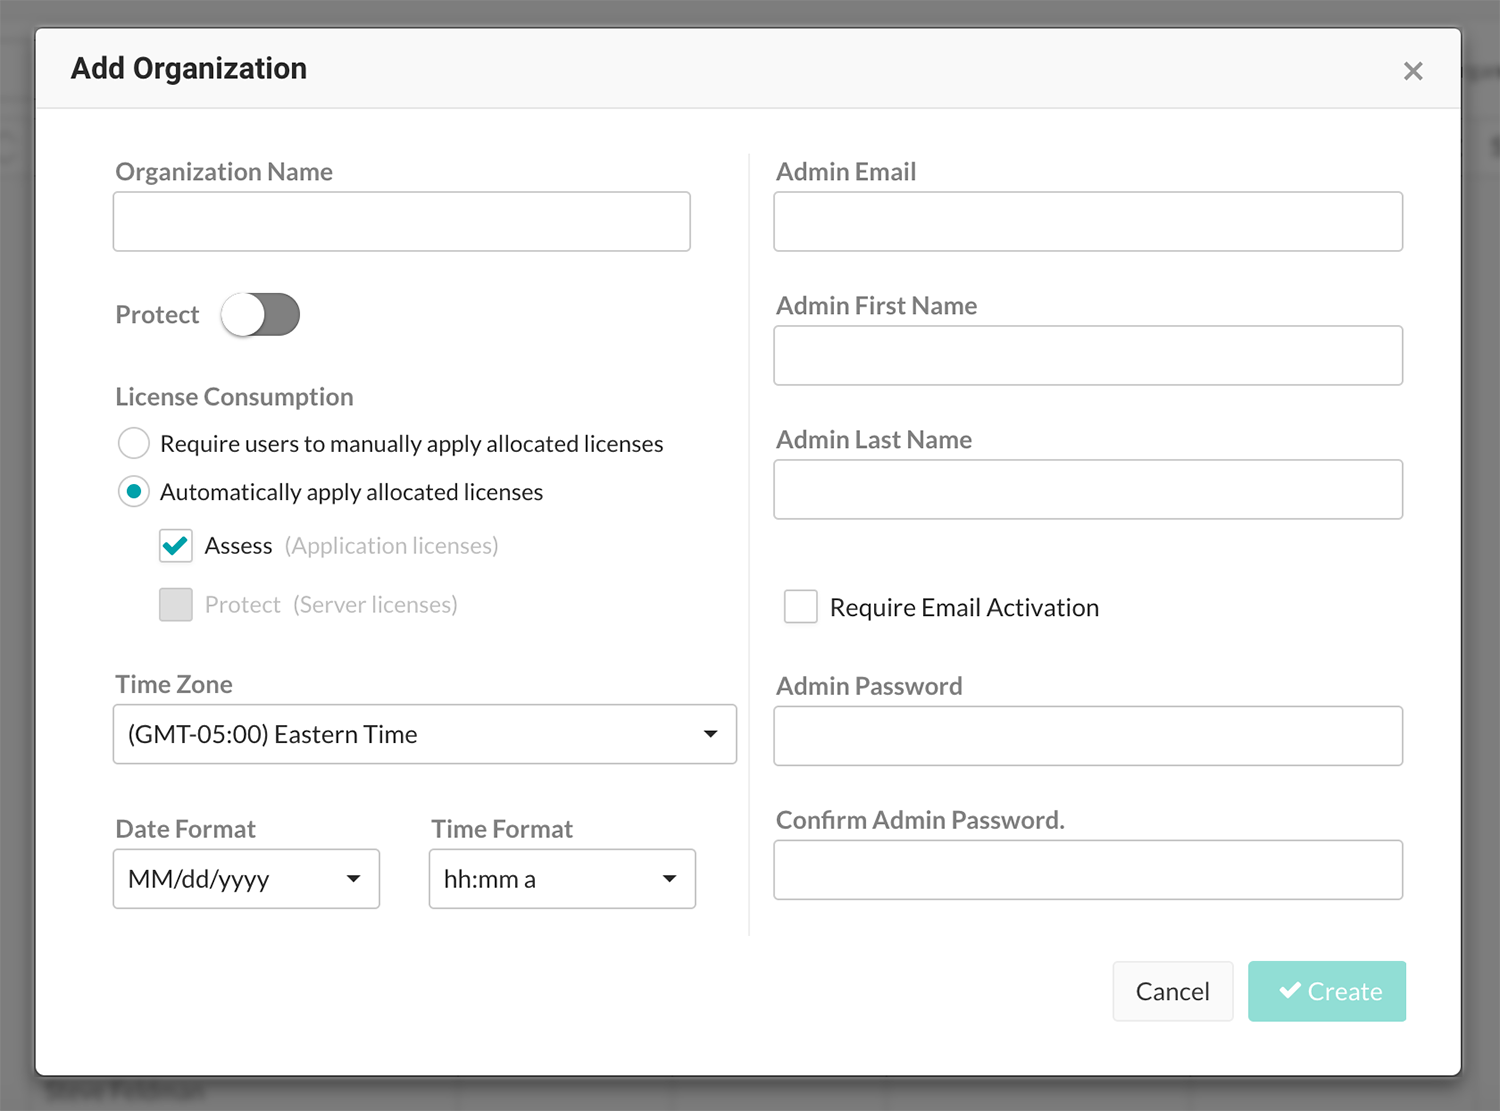 Add Organization
Organization Name
Protect
License Consumption
Require users to manually apply allocated licenses
Automatically apply allocated licenses
Assess (Application licenses)
Protect (Server licenses)
Time Zone
(GMT-05:00) Eastern Time
Date Format Time Format
MM/dd/yyyy hh:mm a
Admin Email
Admin First Name
Admin Last Name
Require Email Activation
Admin Password
Confirm Admin Password.
Cancel Create
Steve Feldman